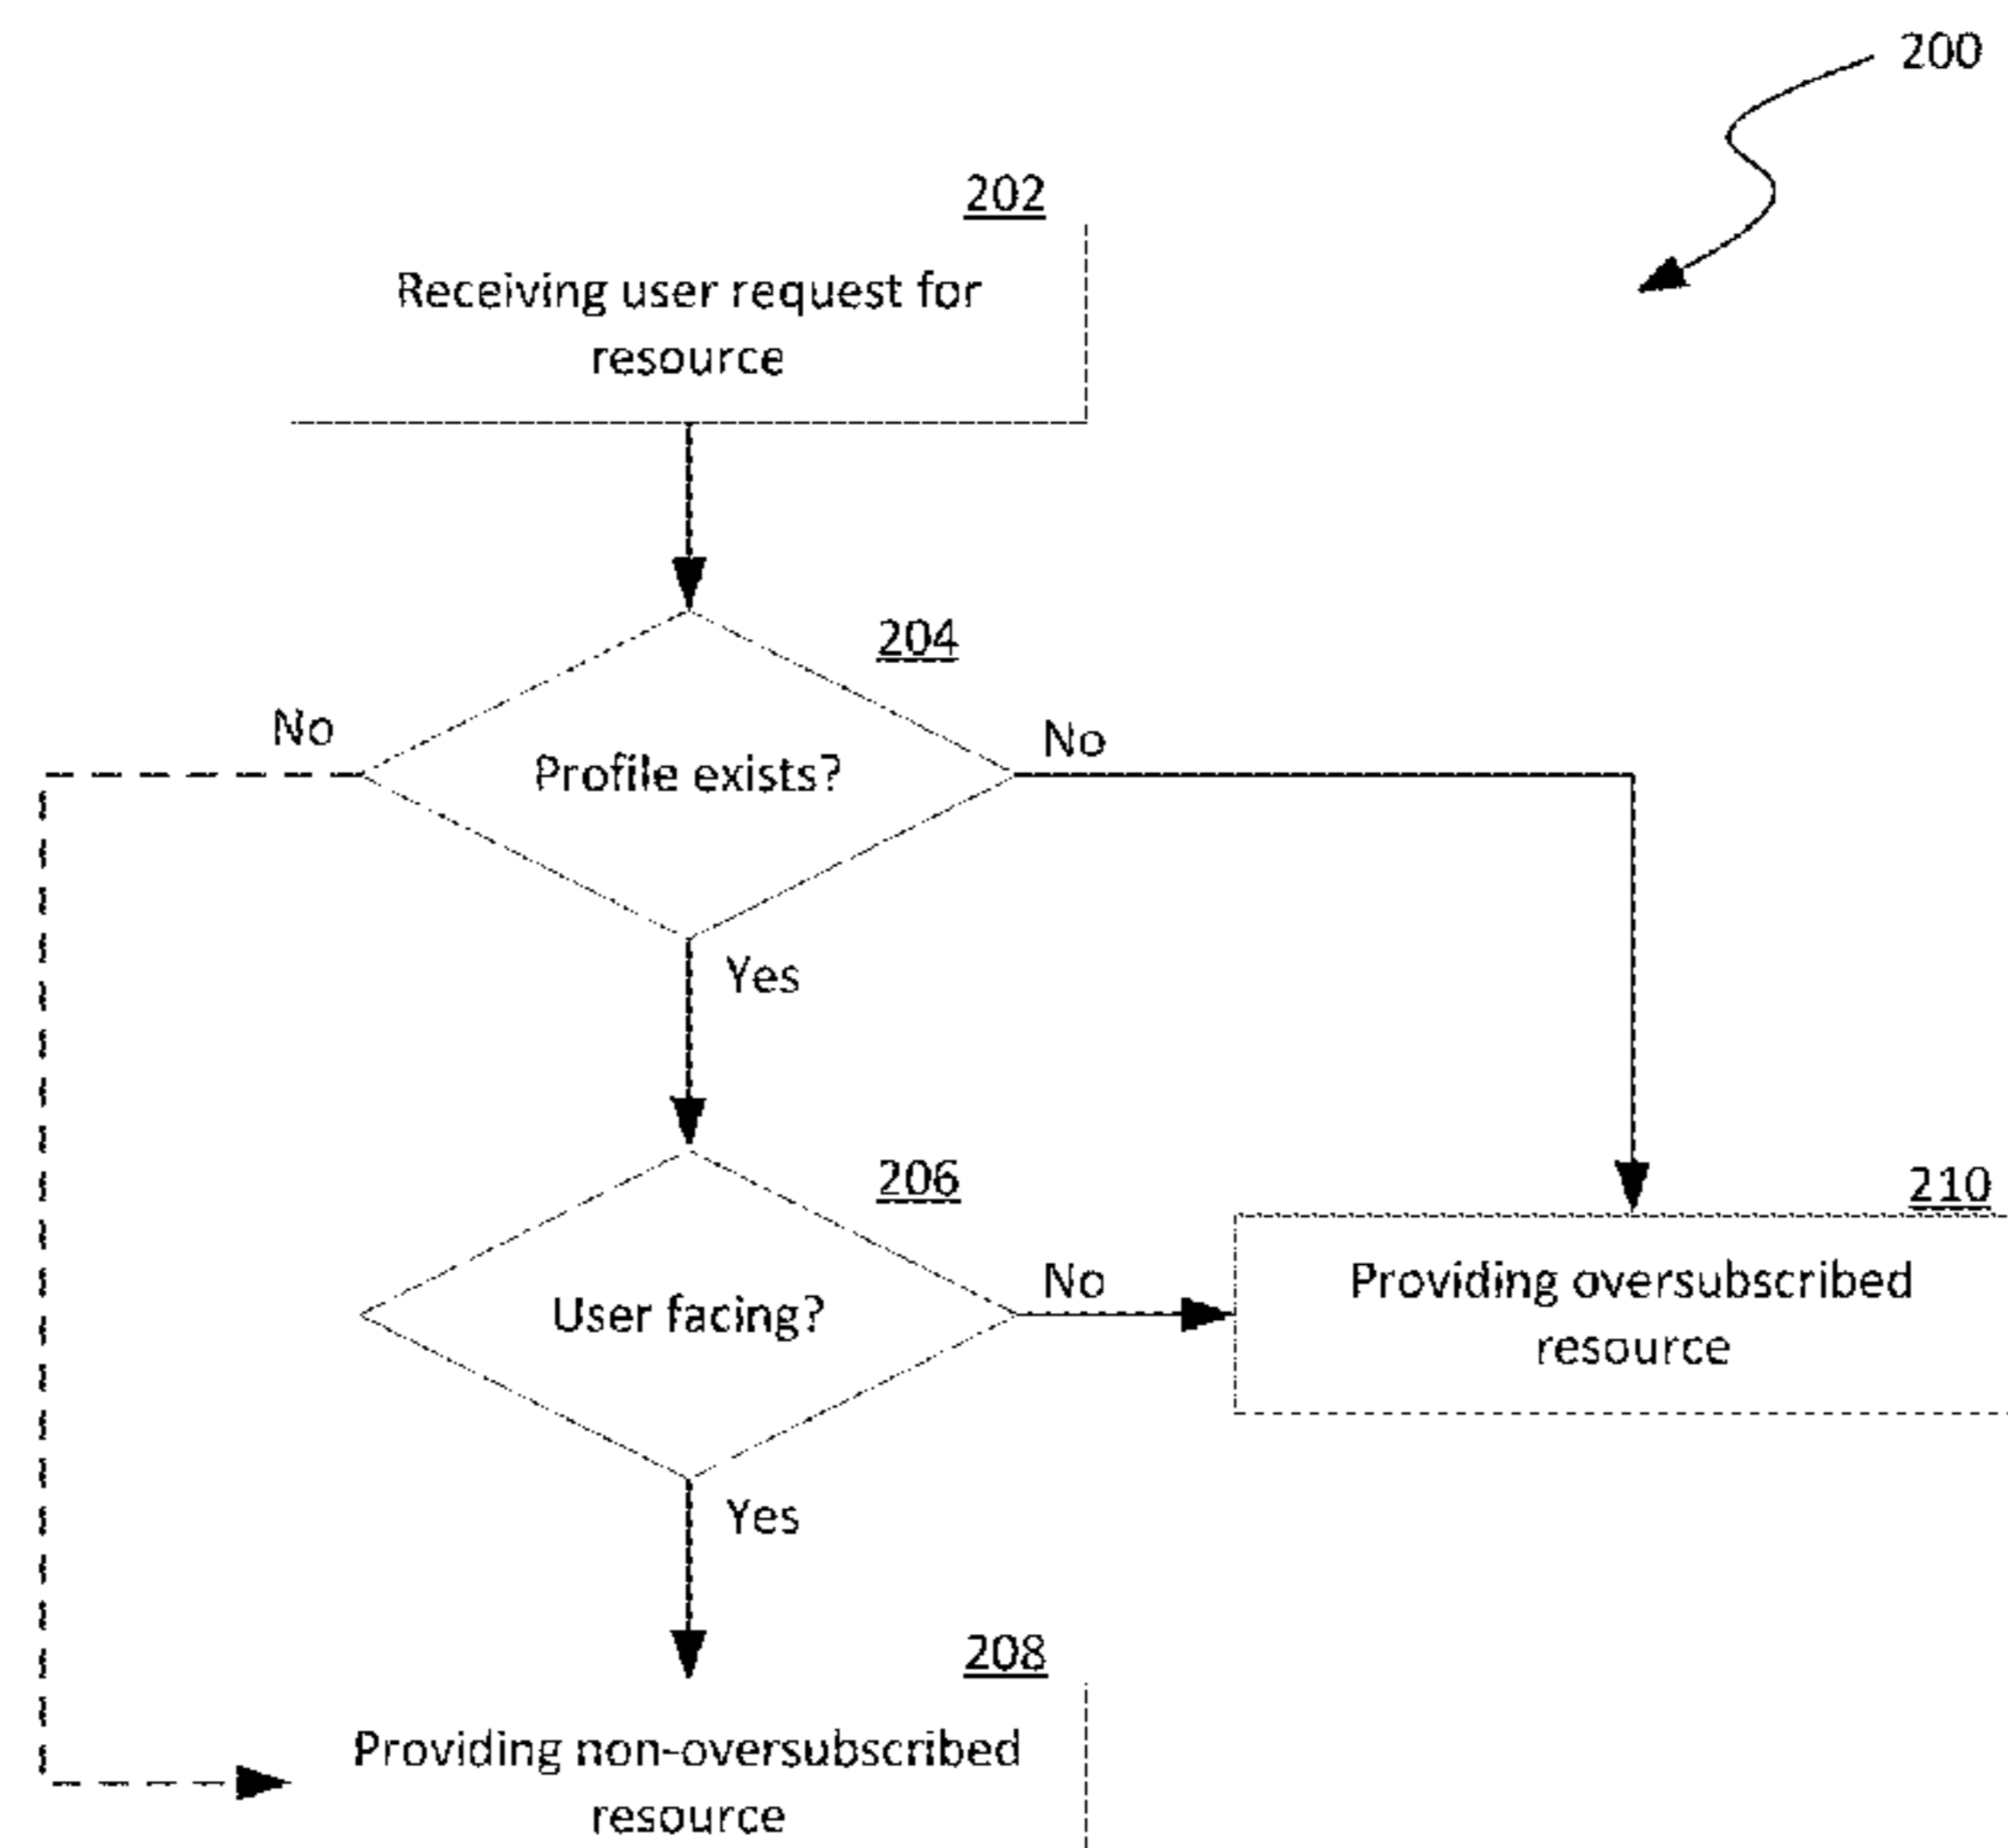 200
202
Receiving user request for
resource
204
No
No
Profile exists?
Yes
206
210
No
User facing?
Providing oversubscribed
resource
Yes
208
Providing non-oversubscribed
resource